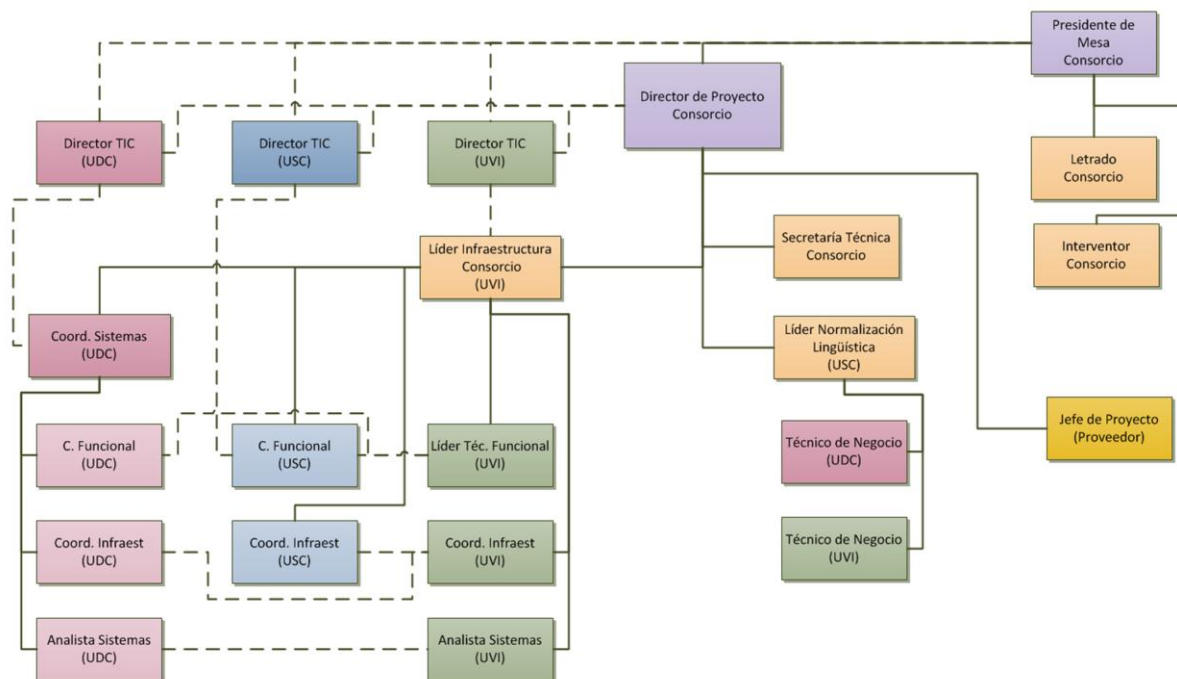 Presidente de
Mesa
Consorcio
Director de Proyecto
Consorcio
Director TIC
(UDC)
Director TIC
(USC)
Director TIC
(UVI)
Letrado
Consorcio
Líder Infraestructura
Consorcio
(UVI)
Secretaría Técnica
Consorcio
Interventor
Consorcio
Coord. Sistemas
(UDC)
Líder Normalización
Lingüística
(USC)
C. Funcional
(UDC)
C. Funcional
(USC)
Líder Téc. Funcional
(UVI)
Técnico de Negocio
(UDC)
Jefe de Proyecto
(Proveedor)
Coord. Infraest
(UDC)
Coord. Infraest
(USC)
Coord. Infraest
(UVI)
Técnico de Negocio
(UVI)
Analista Sistemas
(UDC)
Analista Sistemas
(UVI)